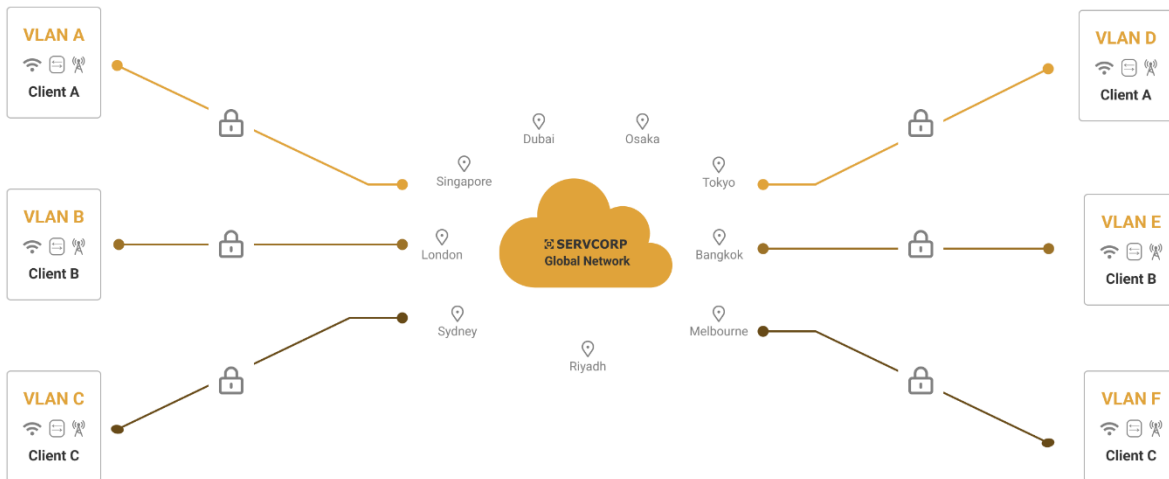 VLAN A
Client A
VLAN D
Client A
Dubai
Osaka
Singapore
Tokyo
VLAN B
Client B
London
SERVCORP
Global Network
Bangkok
VLAN E
Client B
Sydney
Melbourne
Riyadh
VLAN C
Client C
VLAN F
Client C